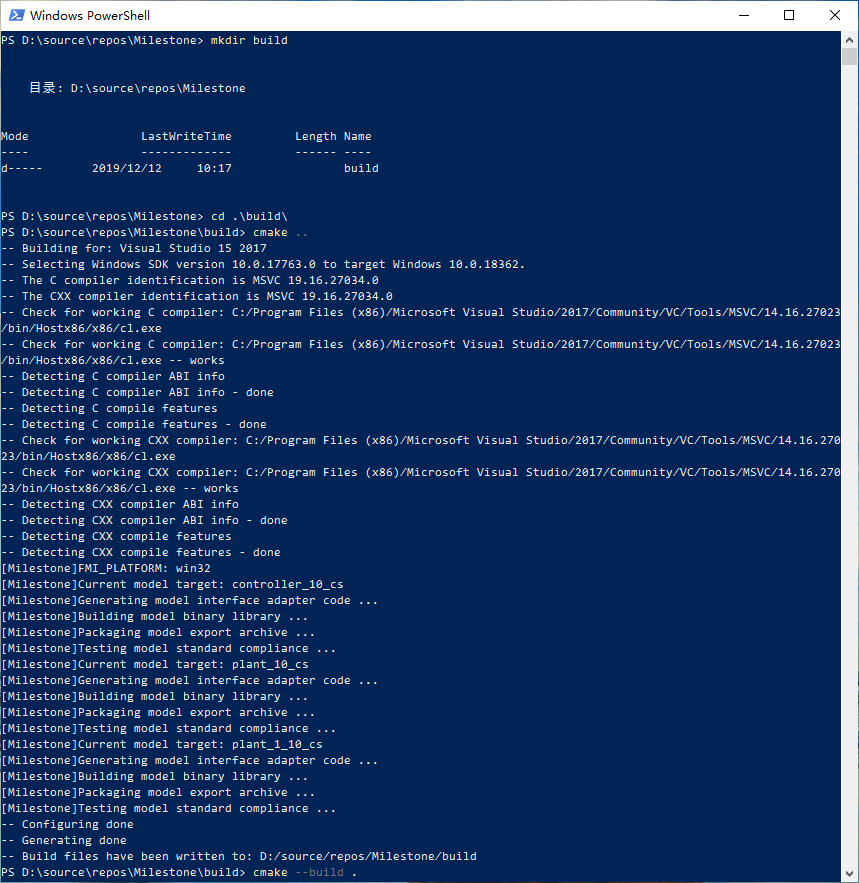 Windows PowerShell
PS D:\source\repos\Milestone> mkdir build
目录: D:\source\repos\Milestone
Mode LastWriteTime Length Name
---- ------------- ------ ----
d----- 2019/12/12 10:17 build
PS D:\source\repos\Milestone> cd .\build\
PS D:\source\repos\Milestone\build> cmake ..
-- Building for: Visual Studio 15 2017
-- Selecting Windows SDK version 10.0.17763.0 to target Windows 10.0.18362.
-- The C compiler identification is MSVC 19.16.27034.0
-- The CXX compiler identification is MSVC 19.16.27034.0
-- Check for working C compiler: C:/Program Files (x86)/Microsoft Visual Studio/2017/Community/VC/Tools/MSVC/14.16.27023
/bin/Hostx86/x86/cl.exe
-- Check for working C compiler: C:/Program Files (x86)/Microsoft Visual Studio/2017/Community/VC/Tools/MSVC/14.16.27023
/bin/Hostx86/x86/cl.exe -- works
-- Detecting C compiler ABI info
-- Detecting C compiler ABI info - done
-- Detecting C compile features
-- Detecting C compile features - done
-- Check for working CXX compiler: C:/Program Files (x86)/Microsoft Visual Studio/2017/Community/VC/Tools/MSVC/14.16.270
23/bin/Hostx86/x86/cl.exe
-- Check for working CXX compiler: C:/Program Files (x86)/Microsoft Visual Studio/2017/Community/VC/Tools/MSVC/14.16.270
23/bin/Hostx86/x86/cl.exe -- works
-- Detecting CXX compiler ABI info
-- Detecting CXX compiler ABI info - done
-- Detecting CXX compile features
-- Detecting CXX compile features - done
[Milestone]FMI_PLATFORM: win32
[Milestone]Current model target: controller_10_cs
[Milestone]Generating model interface adapter code ...
[Milestone]Building model binary library ...
[Milestone]Packaging model export archive ...
[Milestone]Testing model standard compliance ...
[Milestone]Current model target: plant_10_cs
[Milestone]Generating model interface adapter code ...
[Milestone]Building model binary library ...
[Milestone]Packaging model export archive ...
[Milestone]Testing model standard compliance ...
[Milestone]Current model target: plant_1_10_cs
[Milestone]Generating model interface adapter code ...
[Milestone]Building model binary library ...
[Milestone]Packaging model export archive ...
[Milestone]Testing model standard compliance ...
-- Configuring done
-- Generating done
-- Build files have been written to: D:/source/repos/Milestone/build
PS D:\source\repos\Milestone\build> cmake --build .